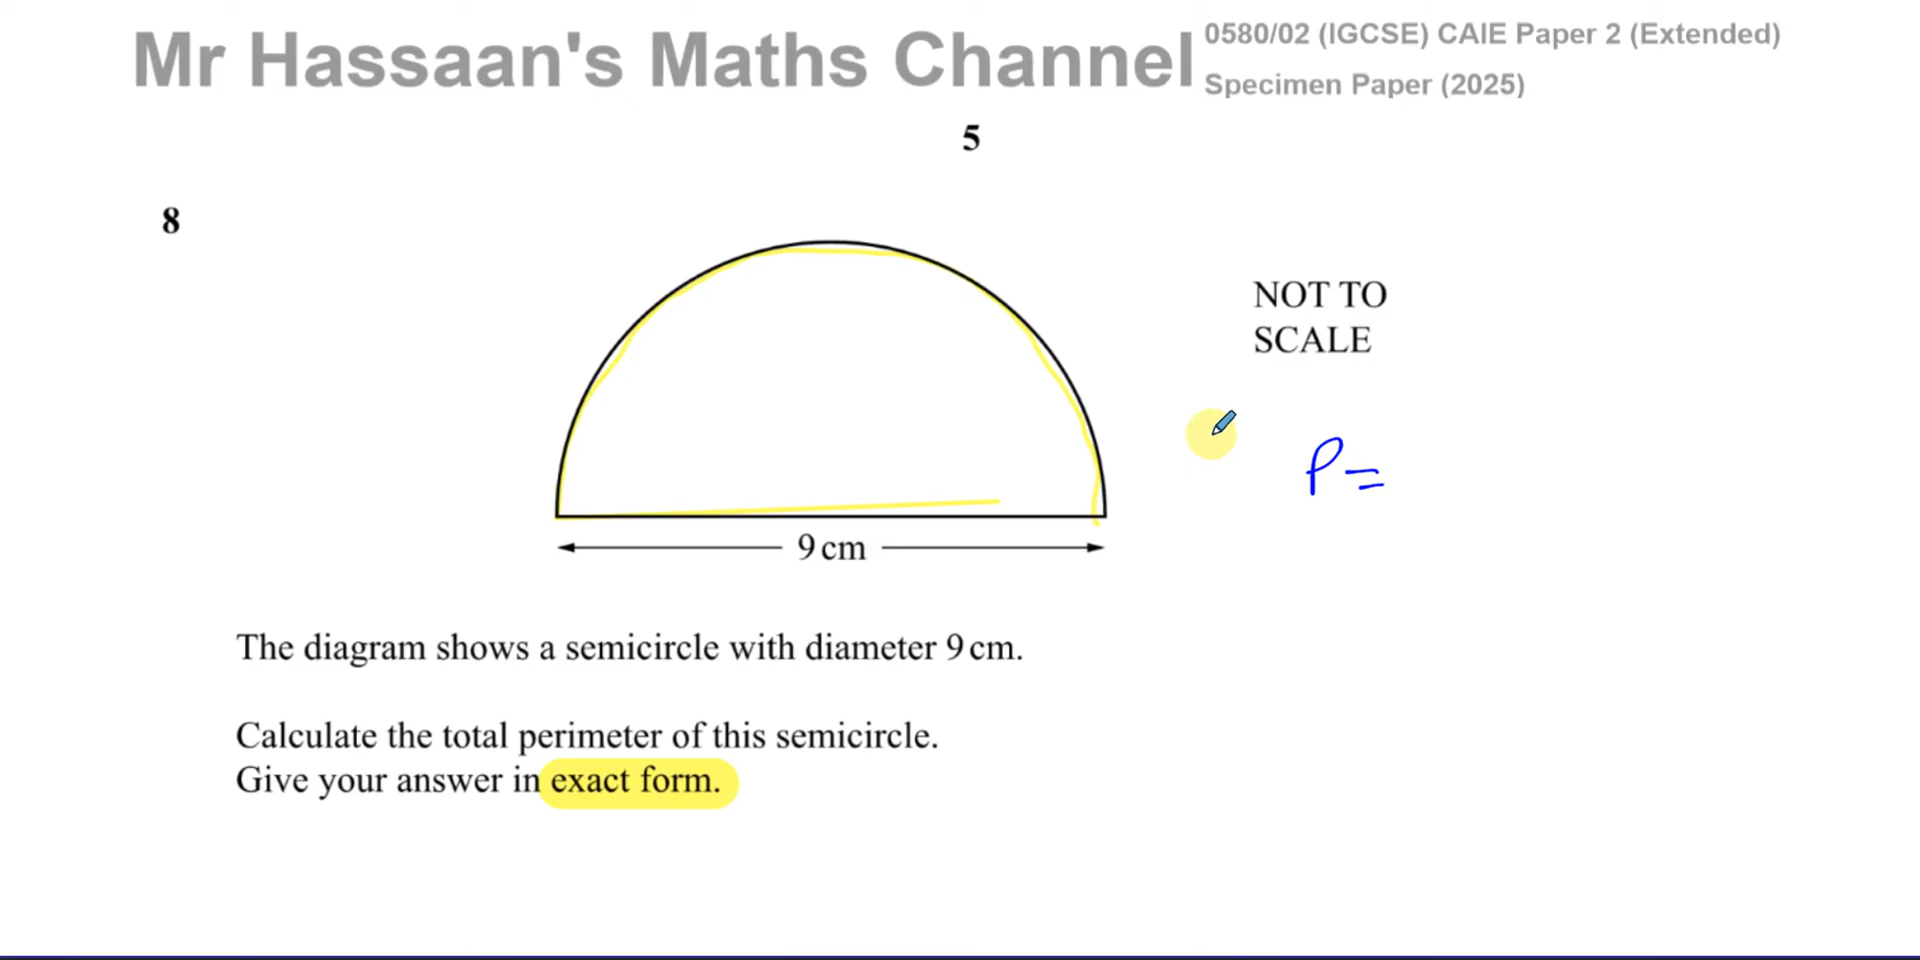 Mr Hassaan's Maths Channel
0580/02 (IGCSE) CAIE Paper 2 (Extended)
Specimen Paper (2025)
5
8
NOT TO
SCALE
P=
9 cm
The diagram shows a semicircle with diameter 9 cm.
Calculate the total perimeter of this semicircle.
Give your answer in exact form.